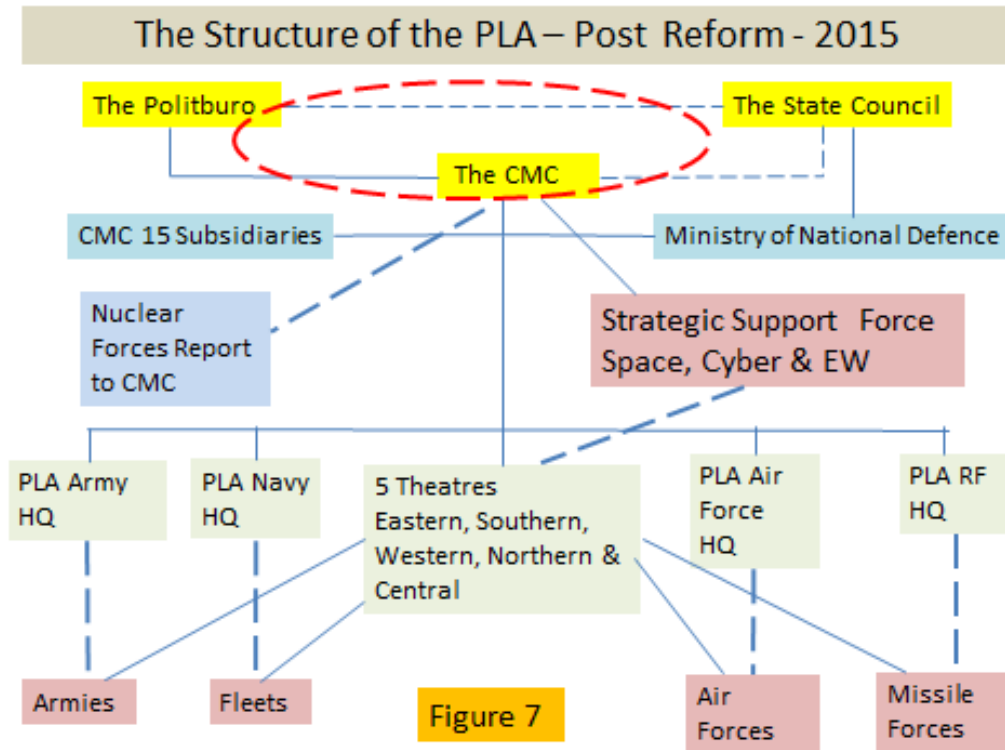 The Structure of the PLA – Post Reform - 2015
The Politburo
The State Council
The CMC
CMC 15 Subsidiaries
Ministry of National Defence
Nuclear
Forces Report
to CMC
Strategic Support Force
Space, Cyber & EW
PLA Army
HQ
PLA Navy
HQ
5 Theatres
Eastern, Southern,
Western, Northern &
Central
PLA Air
Force
HQ
PLA RF
HQ
Armies
Fleets
Figure 7
Air
Forces
Missile
Forces